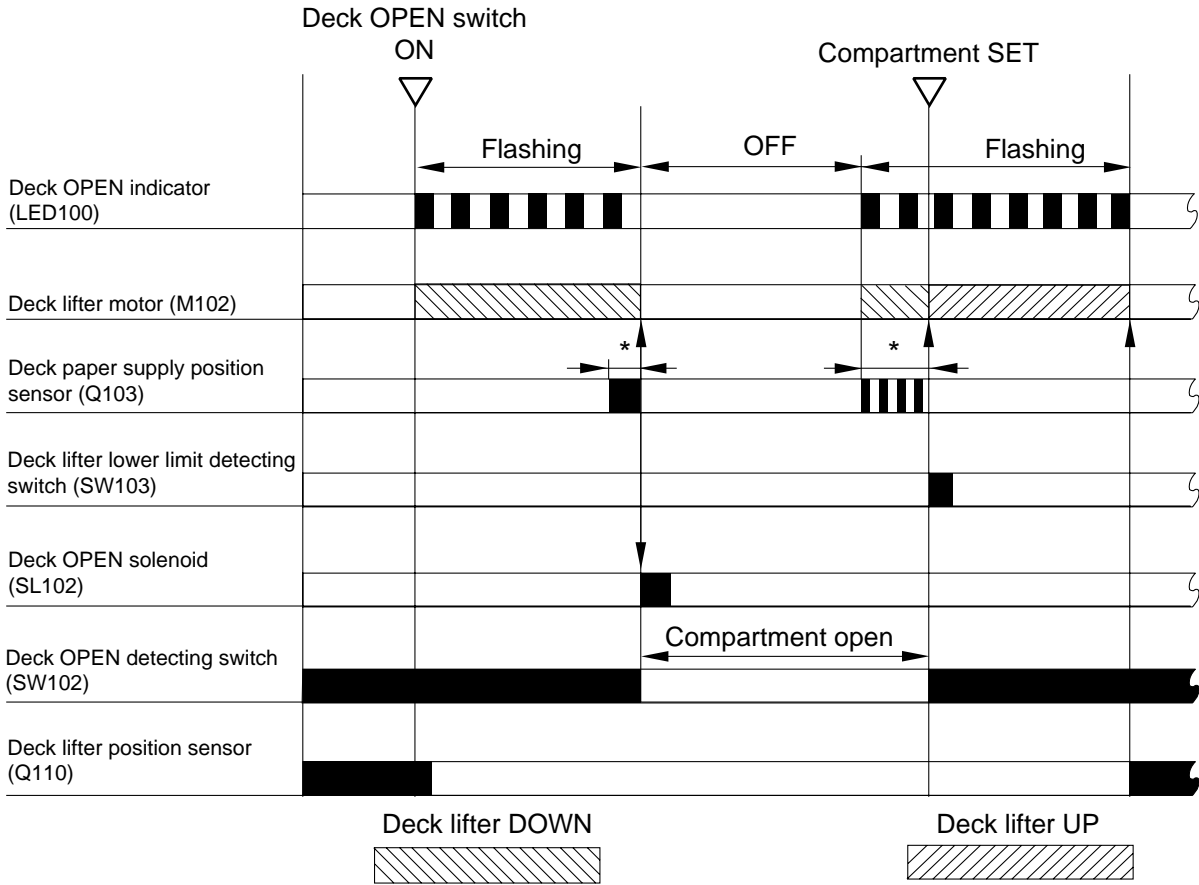 Deck OPEN switch
ON
Compartment SET
Flashing
OFF
Flashing
Deck OPEN indicator
(LED100)
Deck lifter motor (M102)
*
*
Deck paper supply position
sensor (Q103)
Deck lifter lower limit detecting
switch (SW103)
Deck OPEN solenoid
(SL102)
Compartment open
Deck OPEN detecting switch
(SW102)
Deck lifter position sensor
(Q110)
Deck lifter DOWN
Deck lifter UP